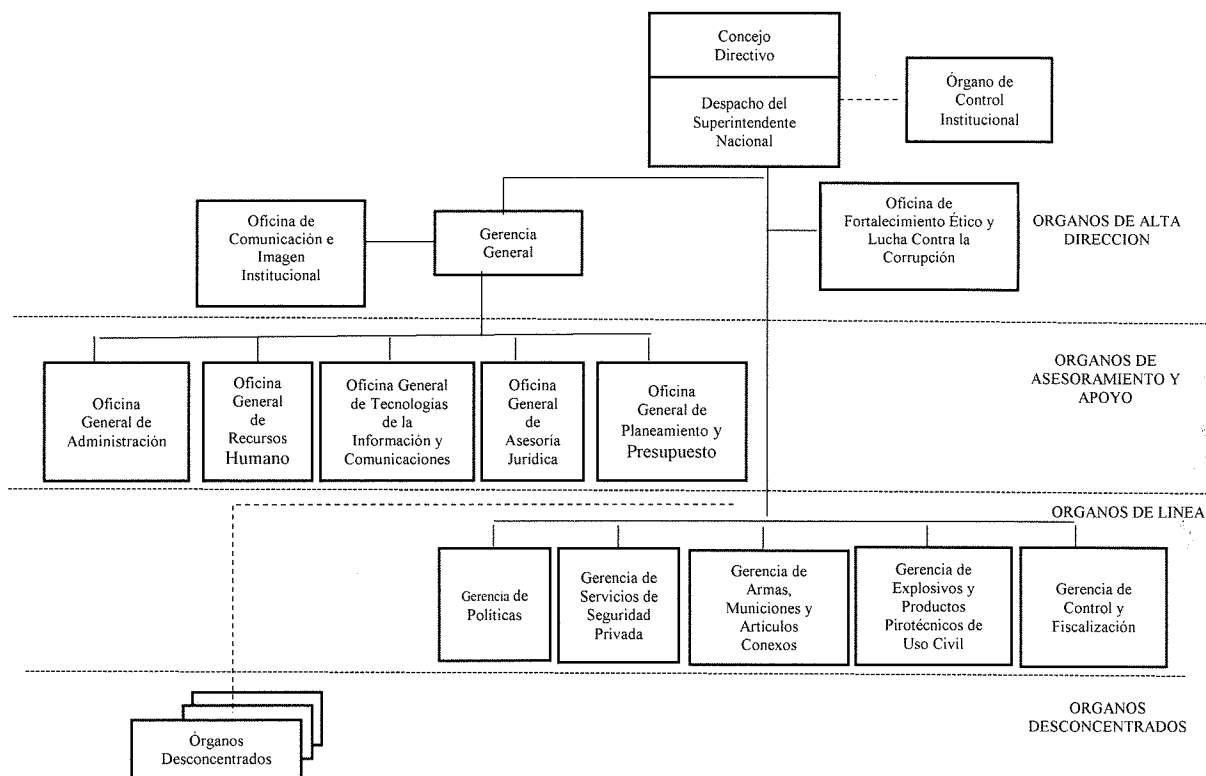 Concejo
Directivo
Despacho del
Superintendente
Nacional
Órgano de
Control
Institucional
Oficina de
Comunicación e
Imagen
Institucional
Gerencia
General
Oficina de
Fortalecimiento Ético y
Lucha Contra la
Corrupción
ORGANOS DE ALTA
DIRECCION
Oficina
General de
Administración
Oficina
General
de
Recursos
Humano
Oficina General
de Tecnologías
de la
Información y
Comunicaciones
Oficina
General
de
Asesoría
Jurídica
Oficina
General de
Planeamiento y
Presupuesto
ORGANOS DE
ASESORAMIENTO Y
APOYO
ORGANOS DE LINEA
Gerencia de
Políticas
Gerencia de
Servicios de
Seguridad
Privada
Gerencia de
Armas,
Municiones y
Artículos
Conexos
Gerencia de
Explosivos y
Productos
Pirotécnicos de
Uso Civil
Gerencia de
Control y
Fiscalización
ORGANOS
DESCONCENTRADOS
Órganos
Desconcentrados